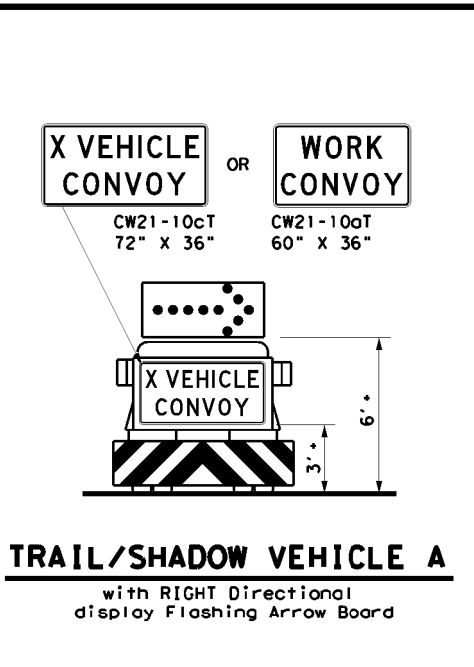 X VEHICLE
CONVOY
OR
WORK
CONVOY
CW21-10cT
72" X 36"
CW21-10aT
60" X 36"
X VEHICLE
CONVOY
6' +
3' +
TRAIL/SHADOW VEHICLE A
with RIGHT Directional
display Flashing Arrow Board